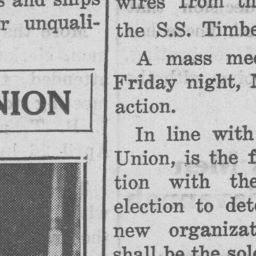 s and ships
r unquali-
NION
wires from th
the S.S. Timbe
A mass mee
Friday night, M
action.
In line with
Union, is the f
tion with the
election to dete
new organizat
shall be the sole